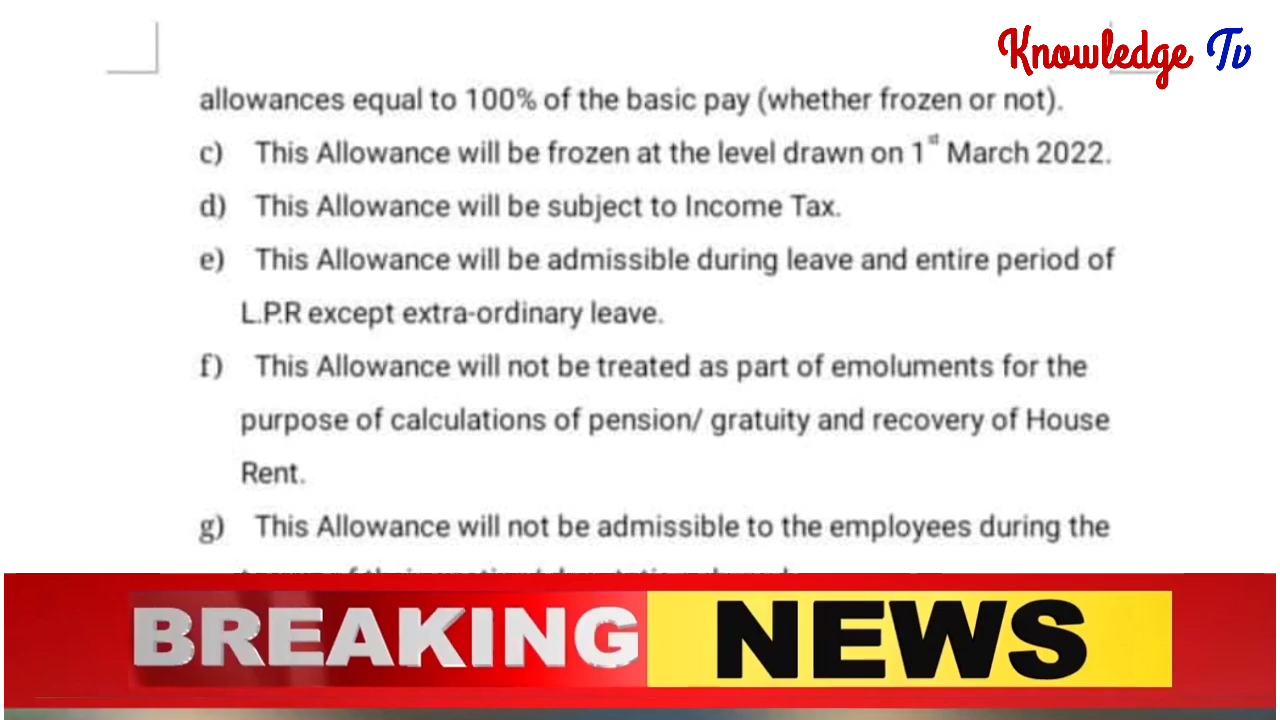 Knowledge Tv
allowances equal to 100% of the basic pay (whether frozen or not).
c) This Allowance will be frozen at the level drawn on 1st March 2022.
d) This Allowance will be subject to Income Tax.
e) This Allowance will be admissible during leave and entire period of
L.P.R except extra-ordinary leave.
f) This Allowance will not be treated as part of emoluments for the
purpose of calculations of pension/ gratuity and recovery of House
Rent.
g) This Allowance will not be admissible to the employees during the
BREAKING NEWS